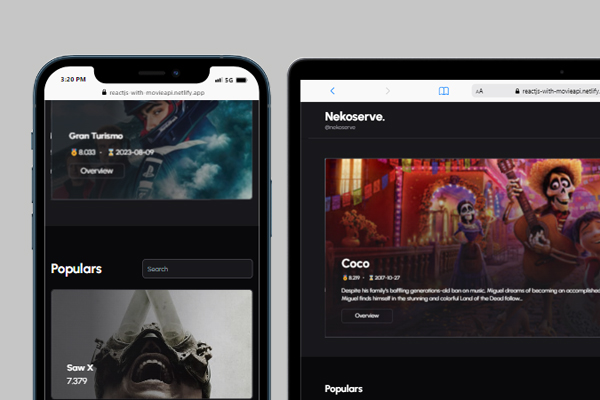 3:20 PM
5G
reactjs-with-movieapi.netlify.app
Gran Turismo
8.033 • 2023-08-09
Overview
Populars
Search
Saw X
7.379
AA
reactjs-with-movieapi.netlify.
Nekoserve.
@nekoserve
Coco
8.219 • 2017-10-27
Despite his family's baffling generations-old ban on music, Miguel dreams of becoming an accomplished
Miguel finds himself in the stunning and colorful Land of the Dead follow...
Overview
Populars